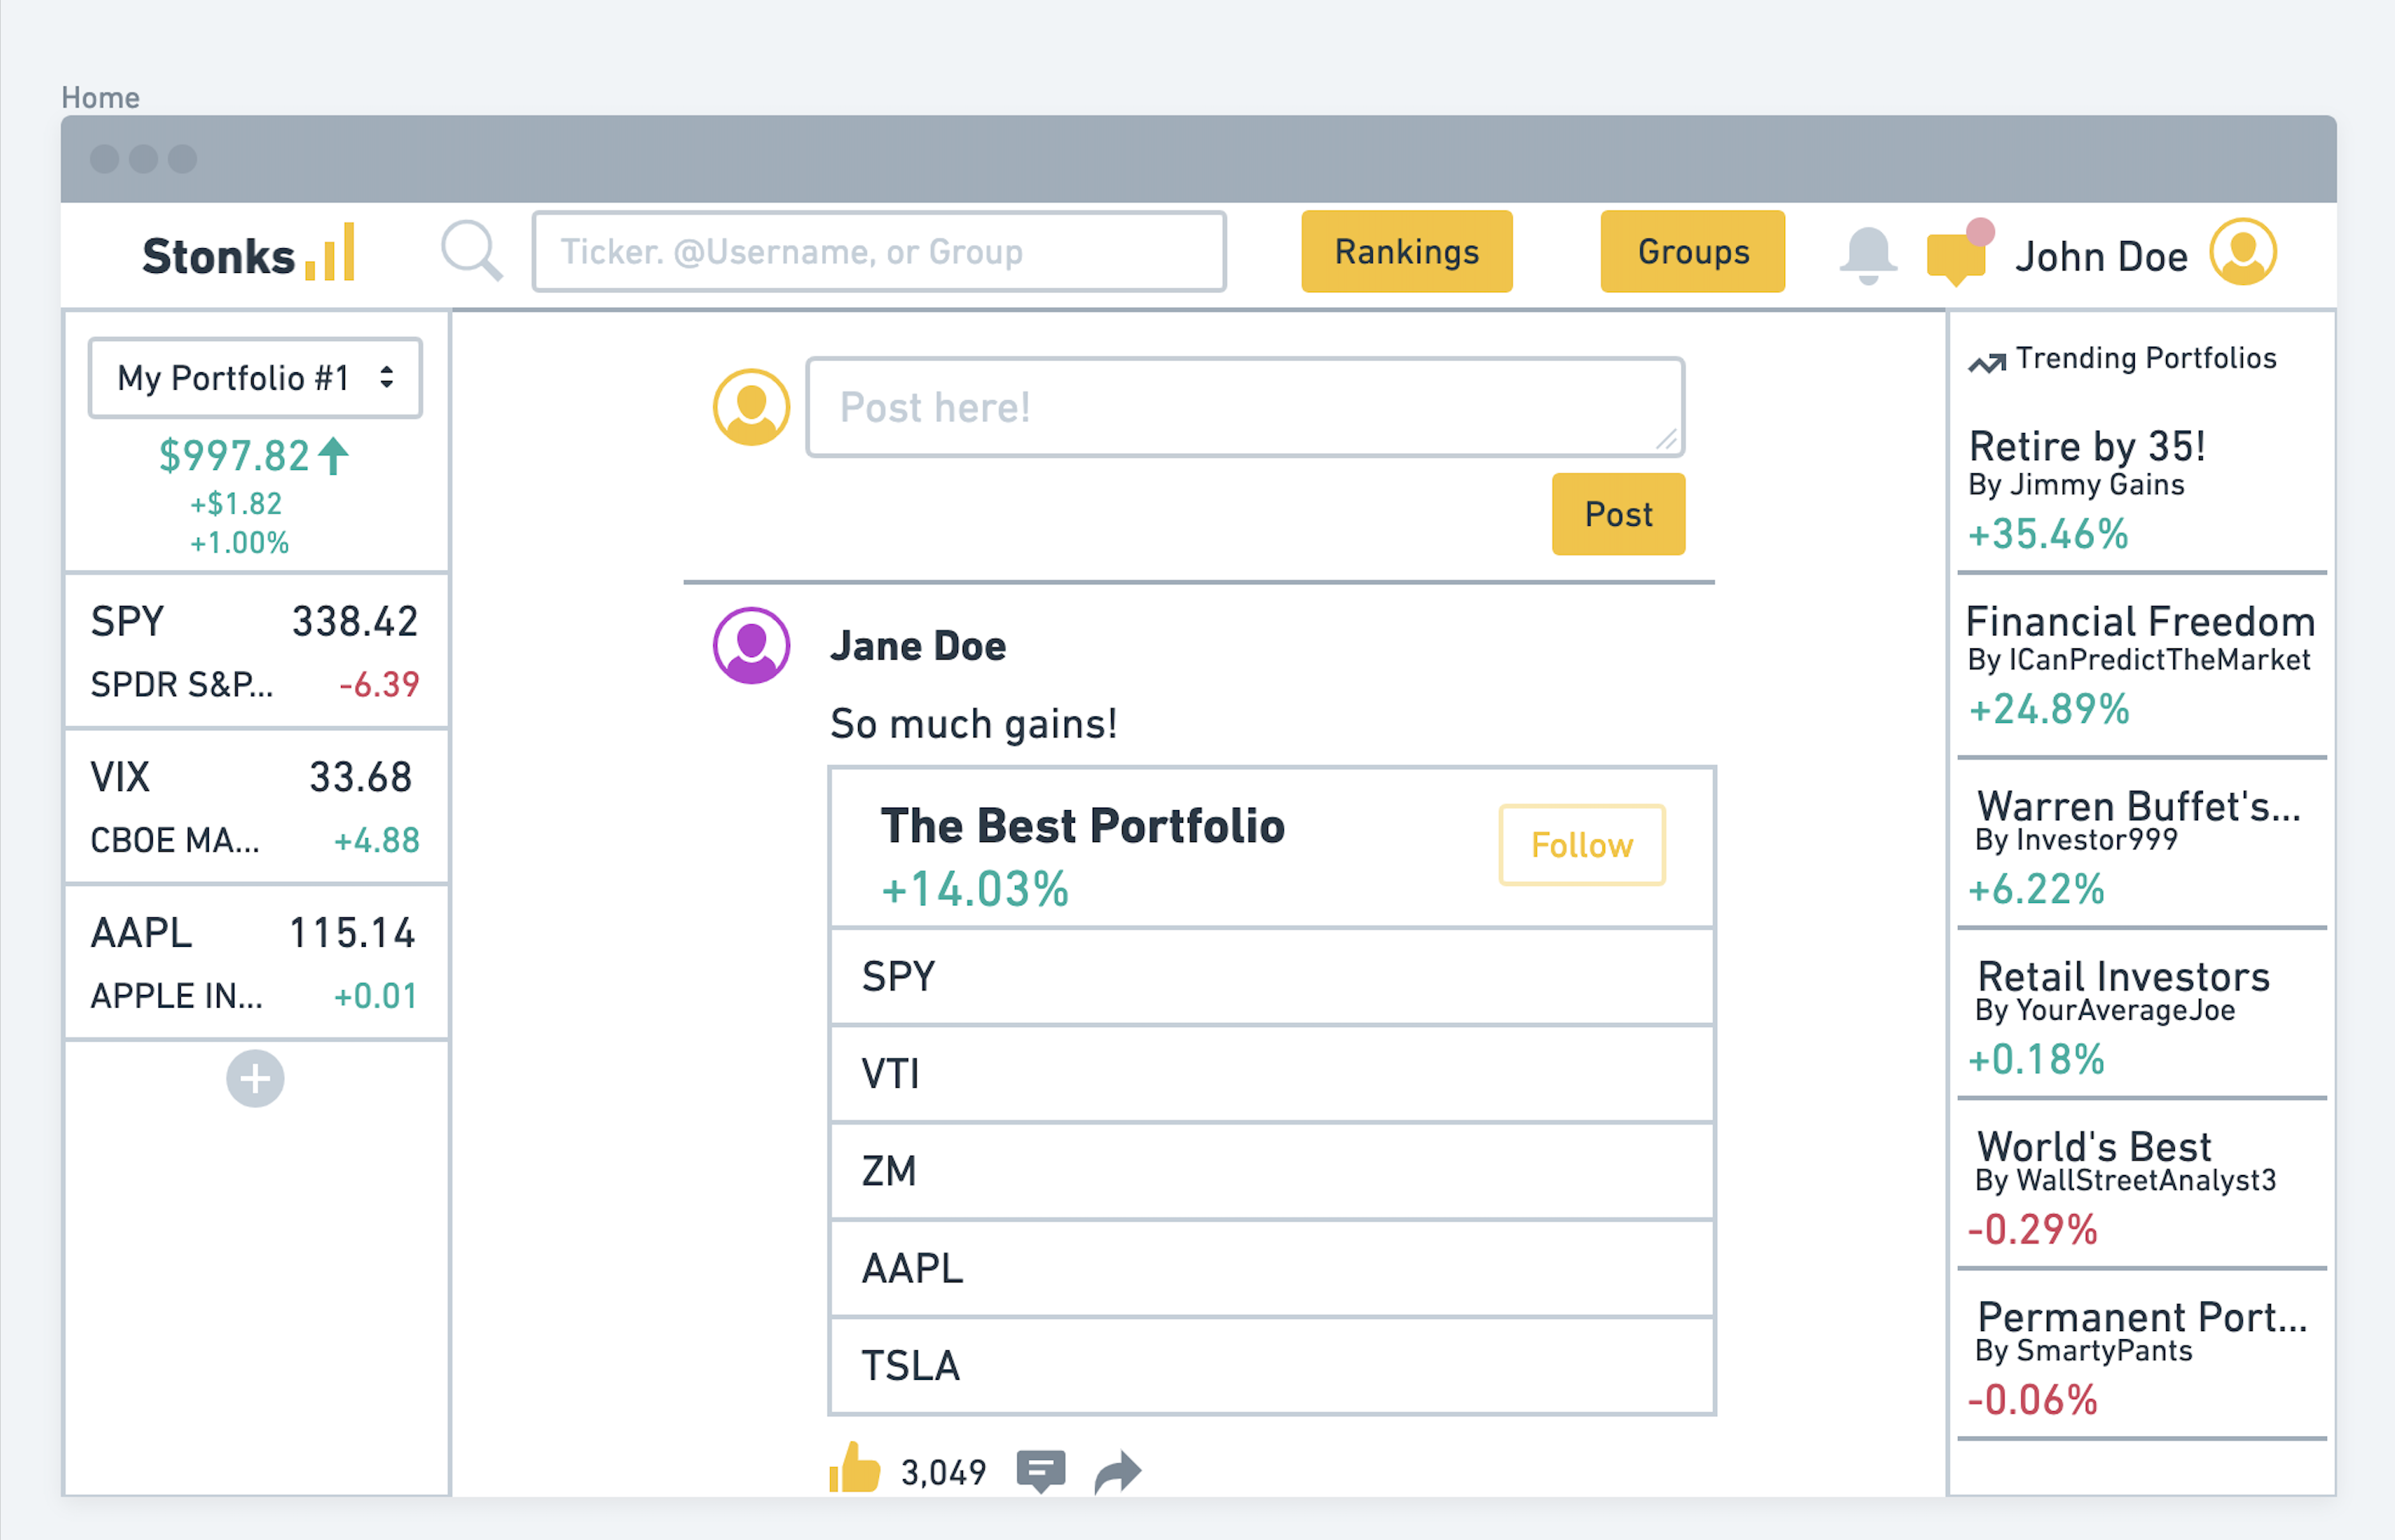 Home
Stonks
Ticker. @Username, or Group
Rankings
Groups
John Doe
My Portfolio #1
$997.82
+$1.82
+1.00%
SPY 338.42
SPDR S&P... -6.39
VIX 33.68
CBOE MA... +4.88
AAPL 115.14
APPLE IN... +0.01
Post here!
Post
Jane Doe
So much gains!
The Best Portfolio
+14.03%
Follow
SPY
VTI
ZM
AAPL
TSLA
3,049
Trending Portfolios
Retire by 35!
By Jimmy Gains
+35.46%
Financial Freedom
By ICanPredictTheMarket
+24.89%
Warren Buffet's...
By Investor999
+6.22%
Retail Investors
By YourAverageJoe
+0.18%
World's Best
By WallStreetAnalyst3
-0.29%
Permanent Port...
By SmartyPants
-0.06%